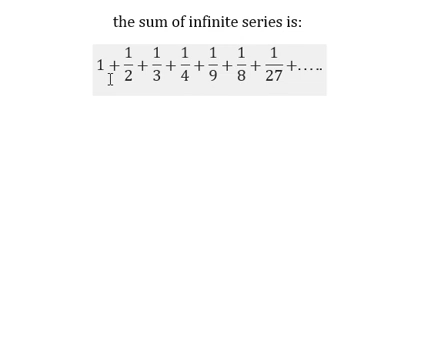 the sum of infinite series is:
1 + 1/2 + 1/3 + 1/4 + 1/9 + 1/8 + 1/27 + .....